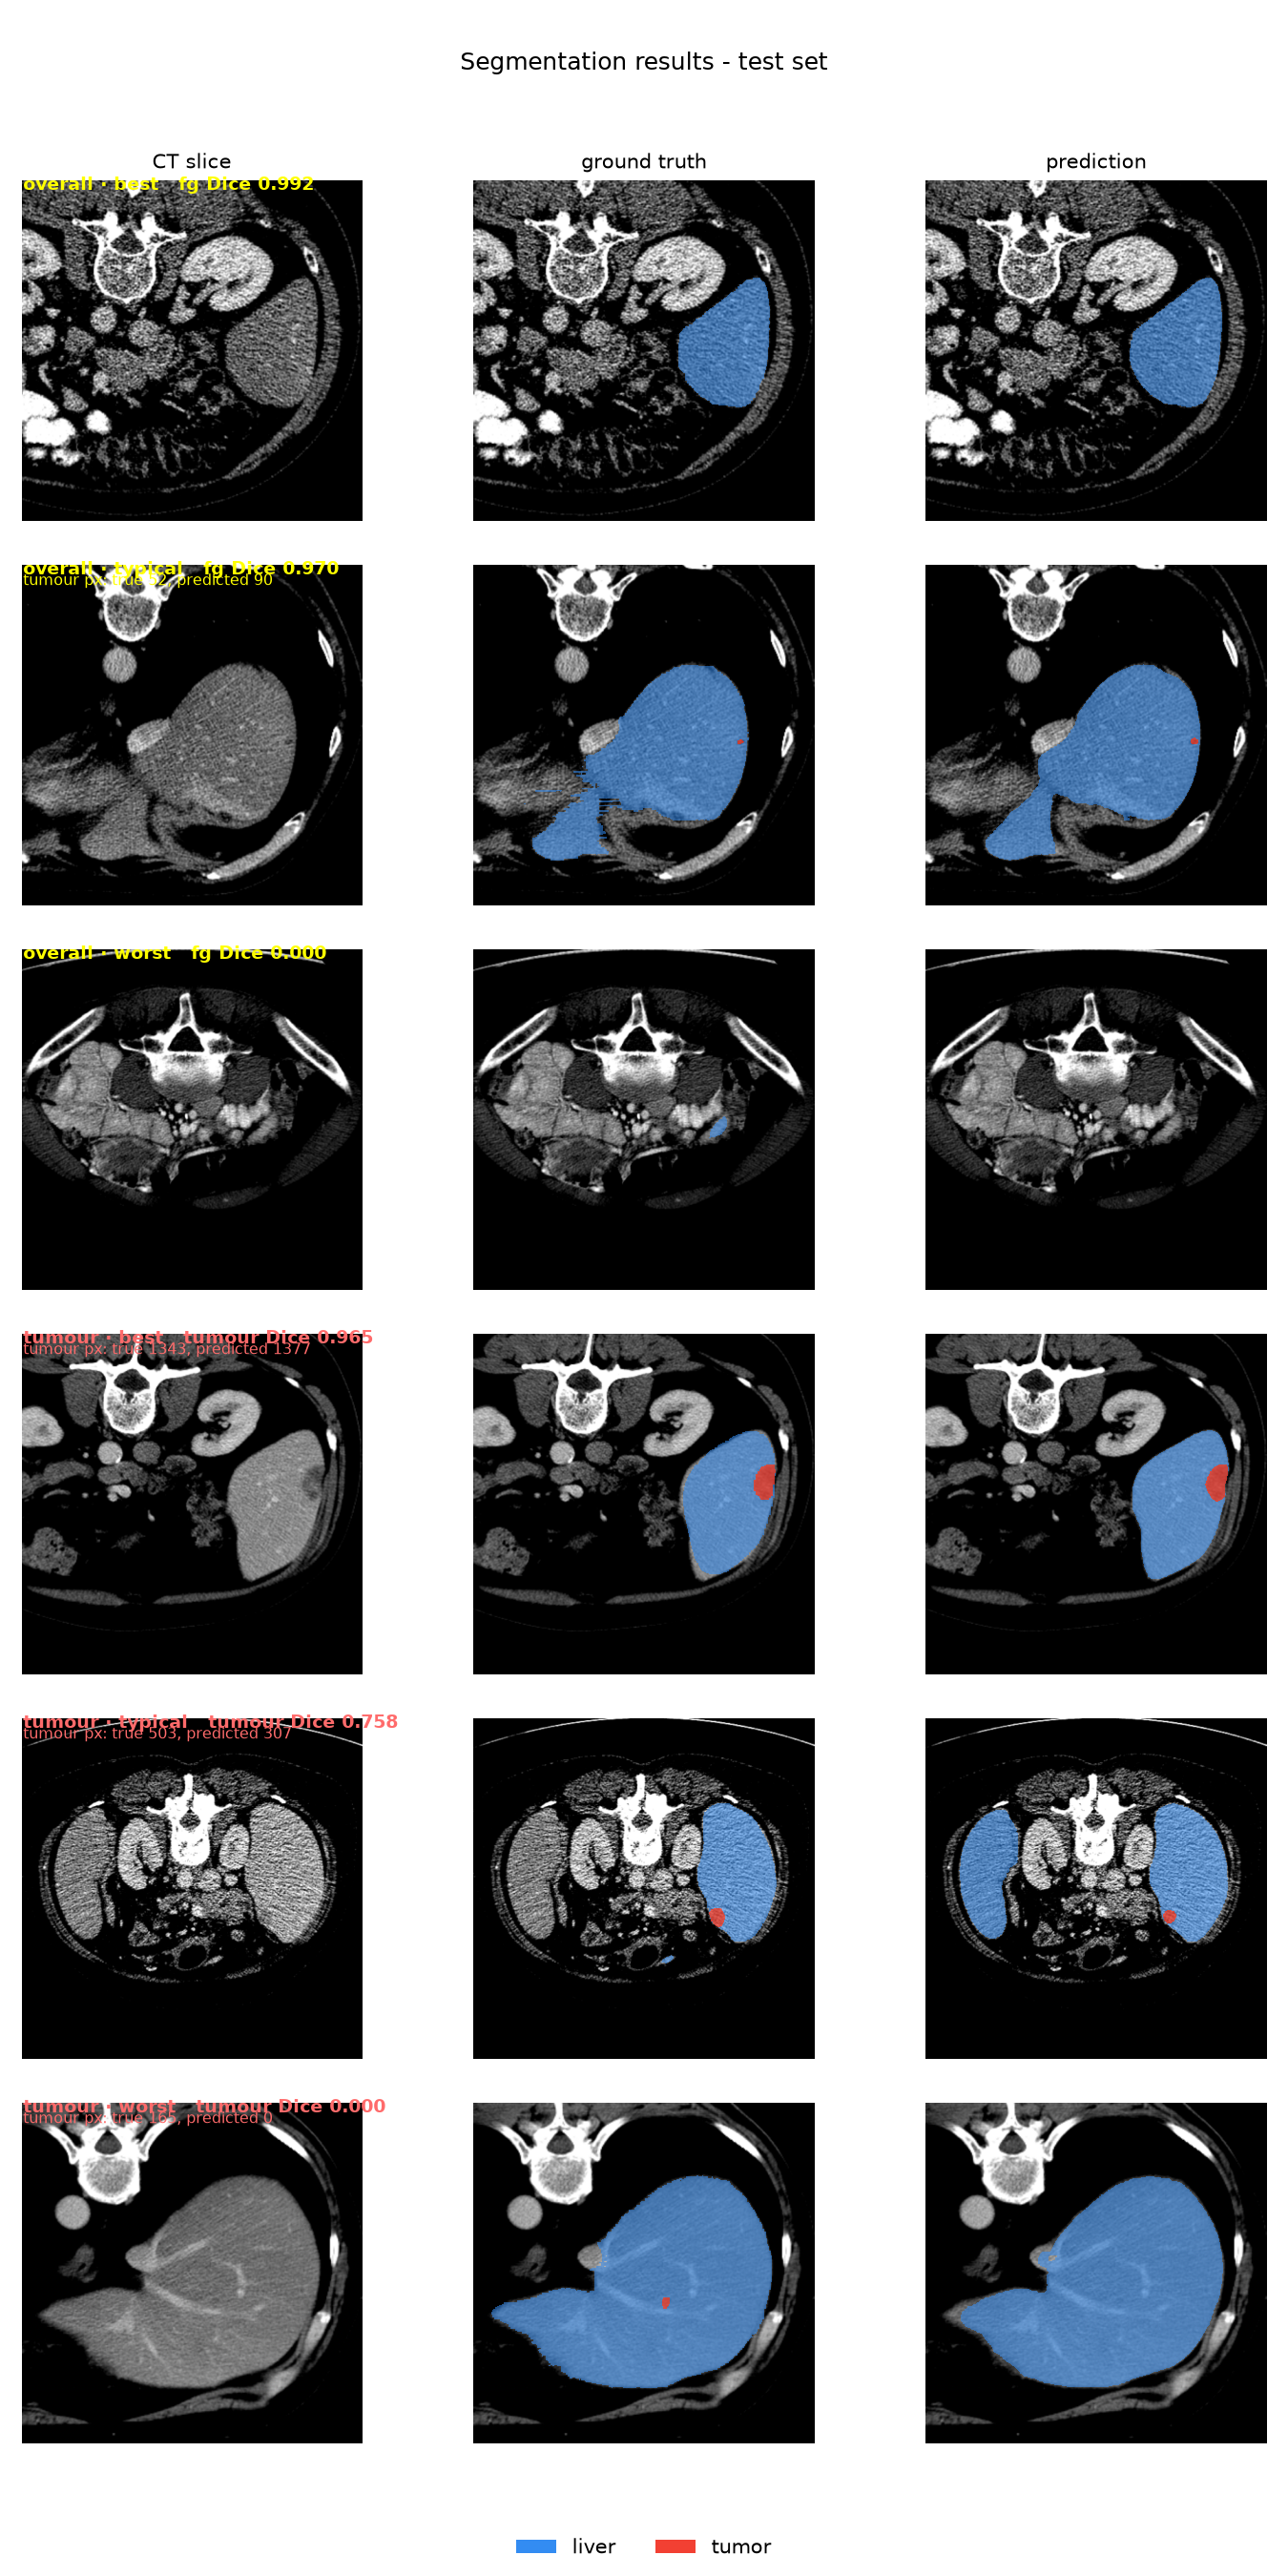 Segmentation results - test set
CT slice ground truth prediction
overall · best fg Dice 0.992
overall · typical fg Dice 0.970
tumour px: true 52, predicted 90
overall · worst fg Dice 0.000
tumour · best tumour Dice 0.965
tumour px: true 1343, predicted 1377
tumour · typical tumour Dice 0.758
tumour px: true 503, predicted 307
tumour · worst tumour Dice 0.000
tumour px: true 165, predicted 0
liver tumor